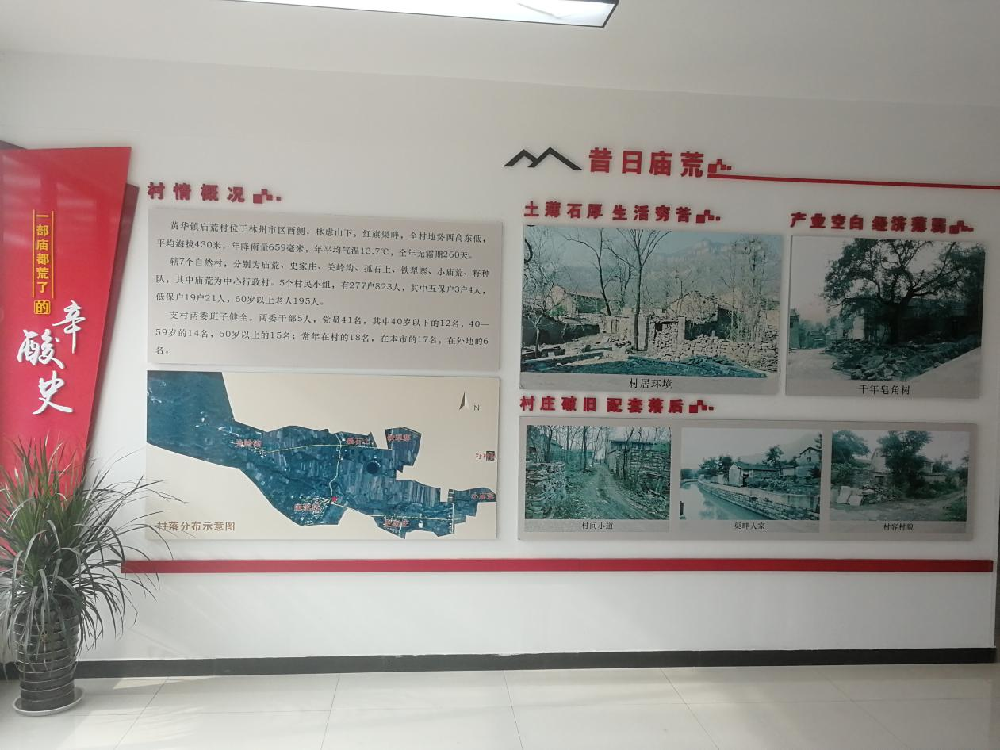 一部庙都荒了的
辛酸史
村情概况
黄华镇庙荒村位于林州市区西侧，林虑山下，红旗渠畔，全村地势西高东低，
平均海拔430米，年降雨量659毫米，年平均气温13.7℃，全年无霜期260天。
辖7个自然村，分别为庙荒、史家庄、关岭沟、孤石上、铁犁寨、小庙荒、籽种
队，其中庙荒为中心行政村。5个村民小组，有277户823人，其中五保户3户4人，
低保户19户21人，60岁以上老人195人。
支村两委班子健全，两委干部5人，党员41名，其中40岁以下的12名，40—
59岁的14名，60岁以上的15名；常年在村的18名，在本市的17名，在外地的6
名。
N
关岭沟
孤石上
铁犁寨
小庙荒
村落分布示意图
昔日庙荒
土薄石厚 生活穷苦
村居环境
产业空白 经济薄弱
千年皂角树
村庄破旧 配套落后
村间小道
渠畔人家
村容村貌